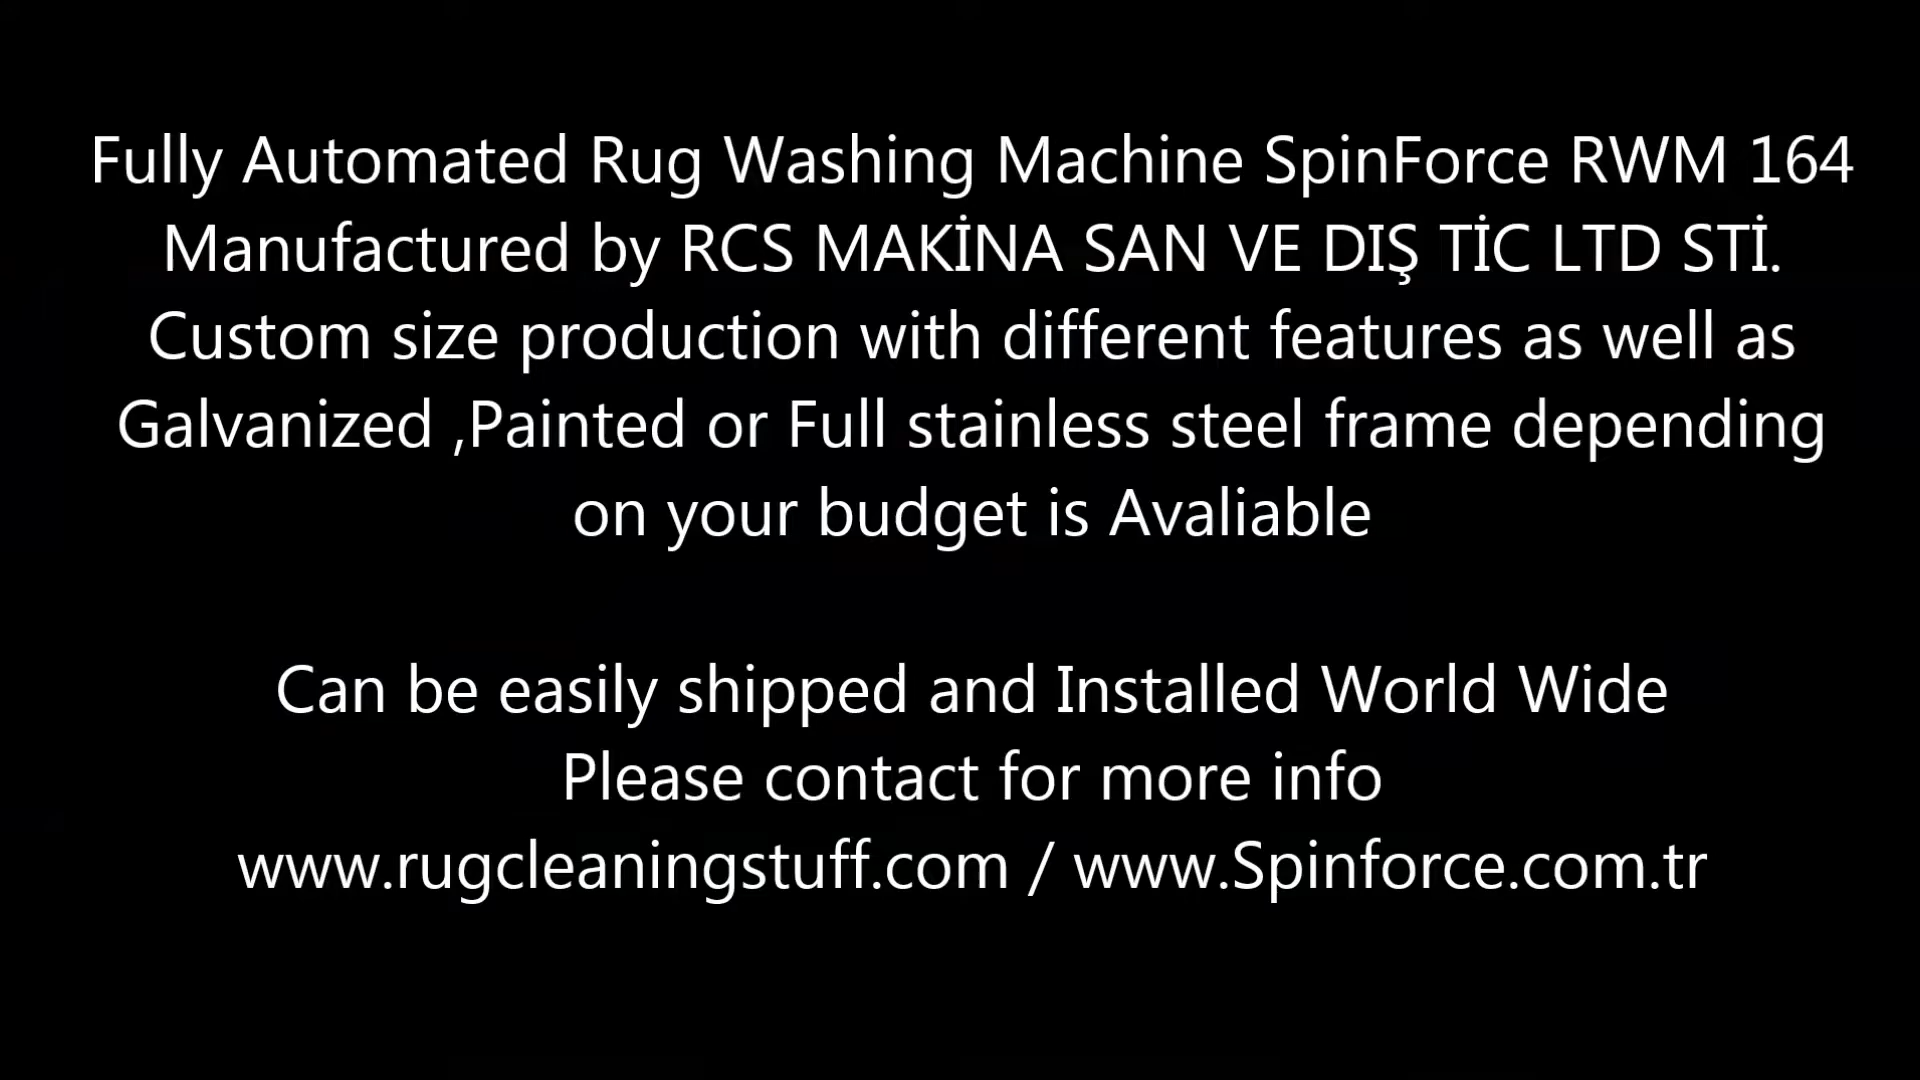 Fully Automated Rug Washing Machine SpinForce RWM 164
Manufactured by RCS MAKİNA SAN VE DIŞ TİC LTD STİ.
Custom size production with different features as well as
Galvanized ,Painted or Full stainless steel frame depending
on your budget is Avaliable
Can be easily shipped and Installed World Wide
Please contact for more info
www.rugcleaningstuff.com / www.Spinforce.com.tr